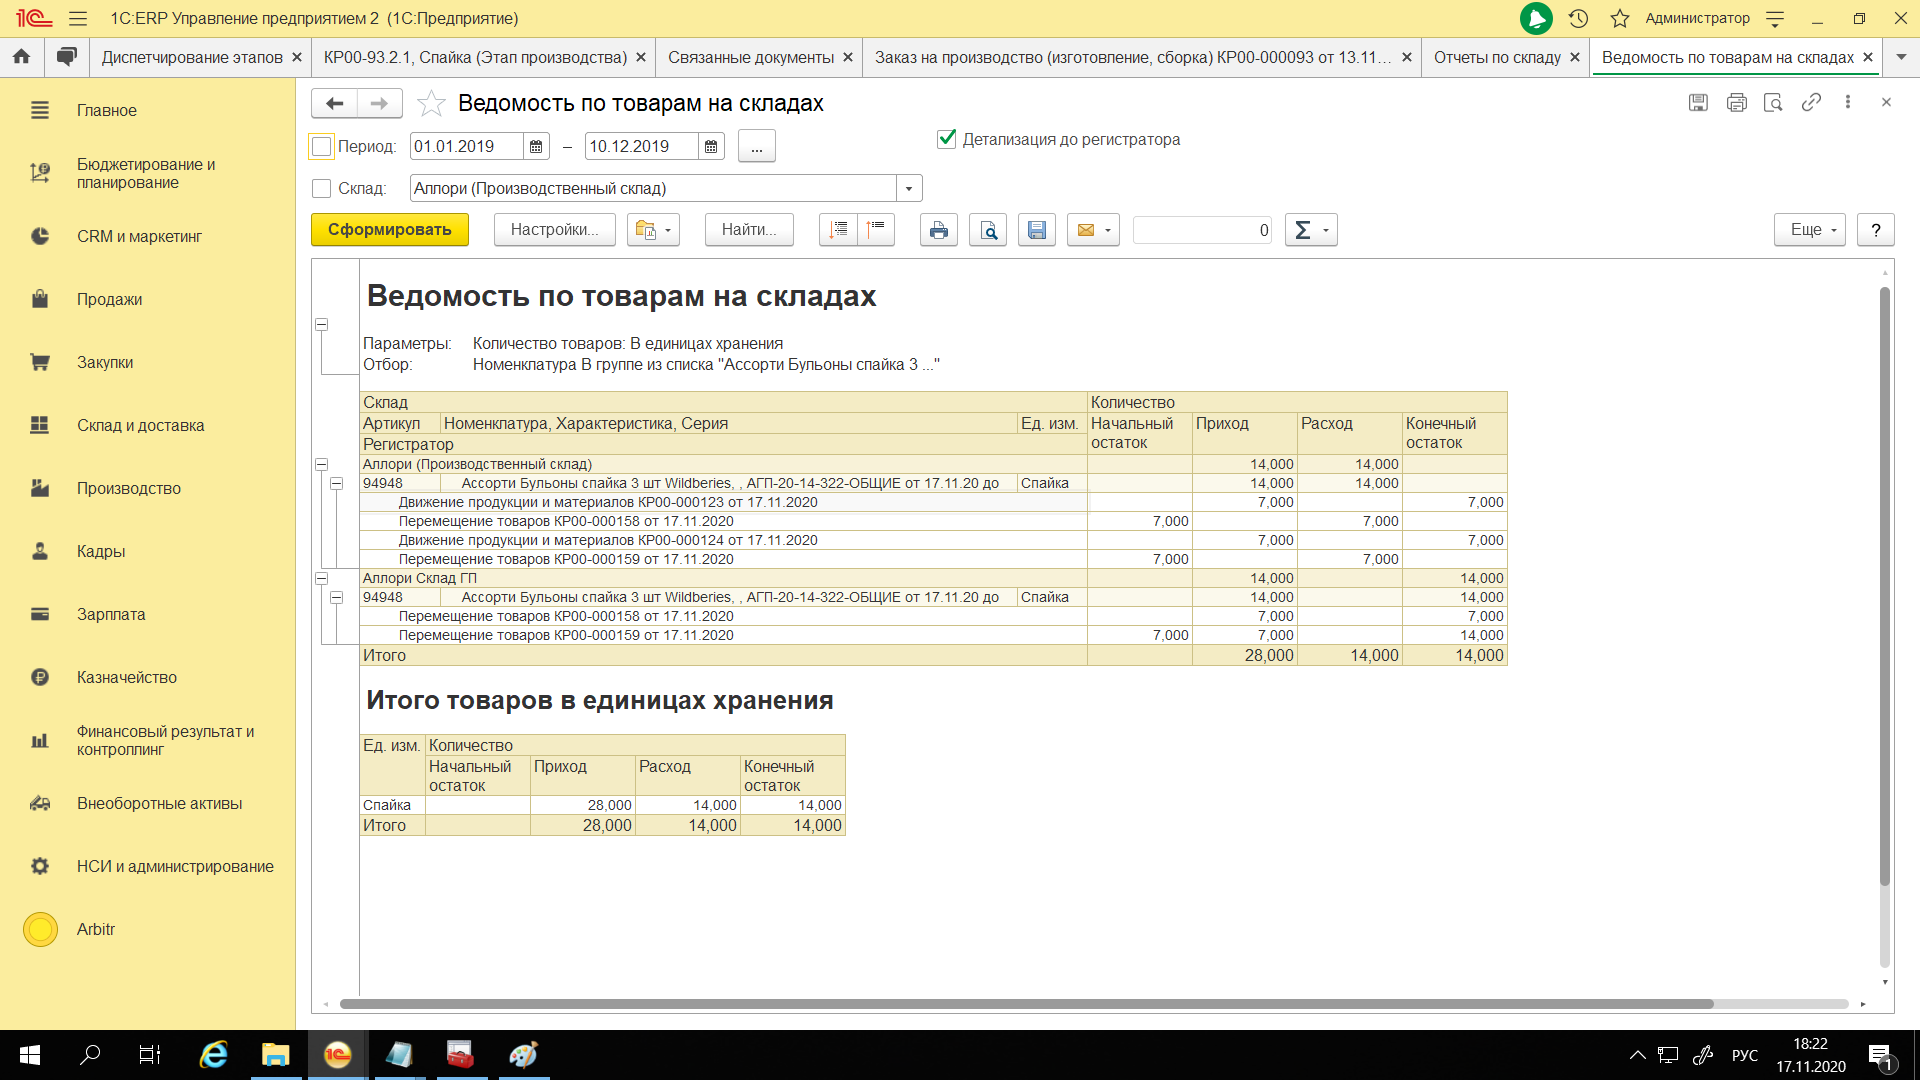 1С:ERP Управление предприятием 2 (1С:Предприятие)
Администратор
Диспетчирование этапов
КР00-93.2.1, Спайка (Этап производства)
Связанные документы
Заказ на производство (изготовление, сборка) КР00-000093 от 13.11...
Отчеты по складу
Ведомость по товарам на складах
Главное
Бюджетирование и
планирование
CRM и маркетинг
Продажи
Закупки
Склад и доставка
Производство
Кадры
Зарплата
Казначейство
Финансовый результат и
контроллинг
Внеоборотные активы
НСИ и администрирование
Arbitr
Ведомость по товарам на складах
Период: 01.01.2019 – 10.12.2019 ...
Детализация до регистратора
Склад: Аллори (Производственный склад)
Сформировать Настройки... Найти... 0 Σ Еще ?
Ведомость по товарам на складах
Параметры: Количество товаров: В единицах хранения
Отбор: Номенклатура В группе из списка "Ассорти Бульоны спайка 3 ..."
Склад Количество
Артикул Номенклатура, Характеристика, Серия Ед. изм. Начальный остаток Приход Расход Конечный остаток
Регистратор
Аллори (Производственный склад) 14,000 14,000
94948 Ассорти Бульоны спайка 3 шт Wildberies, , АГП-20-14-322-ОБЩИЕ от 17.11.20 до Спайка 14,000 14,000
Движение продукции и материалов КР00-000123 от 17.11.2020 7,000 7,000
Перемещение товаров КР00-000158 от 17.11.2020 7,000 7,000
Движение продукции и материалов КР00-000124 от 17.11.2020 7,000 7,000
Перемещение товаров КР00-000159 от 17.11.2020 7,000 7,000
Аллори Склад ГП 14,000 14,000
94948 Ассорти Бульоны спайка 3 шт Wildberies, , АГП-20-14-322-ОБЩИЕ от 17.11.20 до Спайка 14,000 14,000
Перемещение товаров КР00-000158 от 17.11.2020 7,000 7,000
Перемещение товаров КР00-000159 от 17.11.2020 7,000 7,000 14,000
Итого 28,000 14,000 14,000
Итого товаров в единицах хранения
Ед. изм. Количество
Начальный остаток Приход Расход Конечный остаток
Спайка 28,000 14,000 14,000
Итого 28,000 14,000 14,000
РУС
18:22
17.11.2020
1